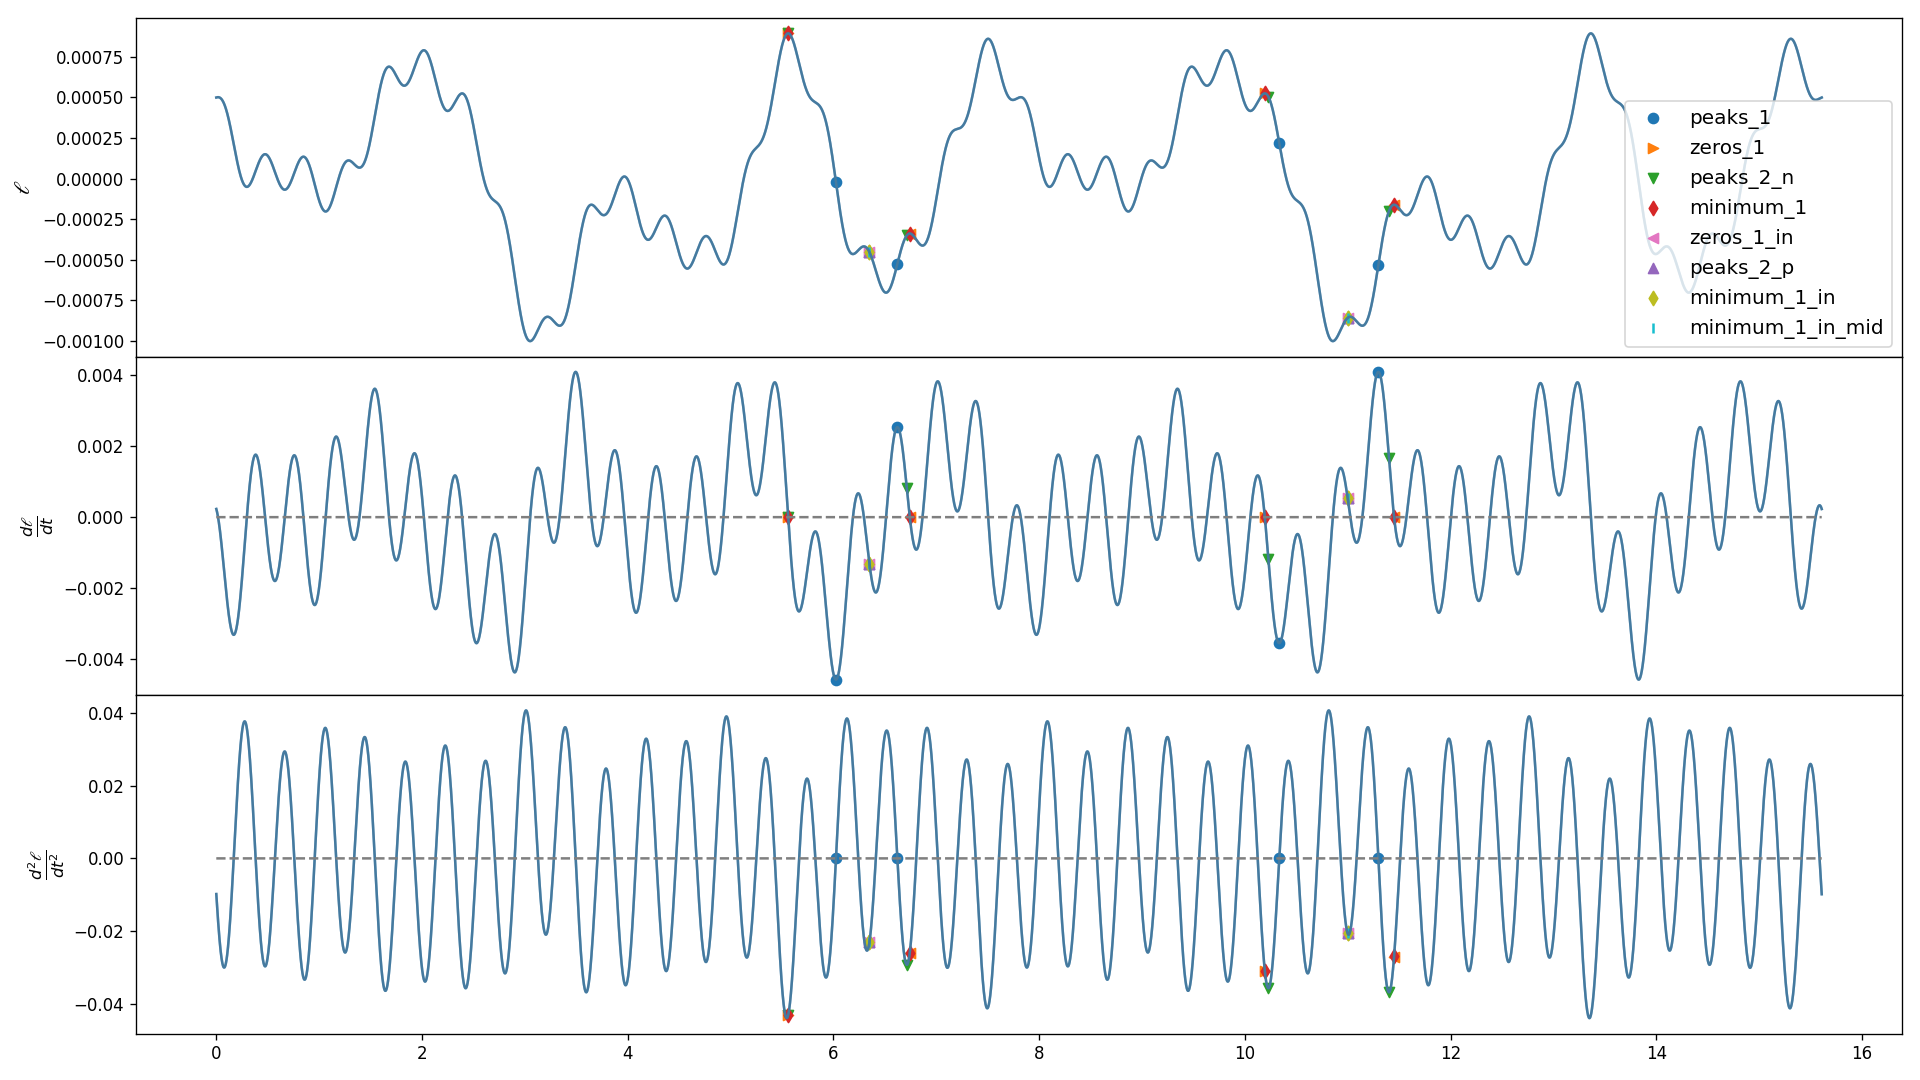 0.00075
0.00050
0.00025
0.00000
−0.00025
−0.00050
−0.00075
−0.00100
ℓ
peaks_1
zeros_1
peaks_2_n
minimum_1
zeros_1_in
peaks_2_p
minimum_1_in
minimum_1_in_mid
0.004
0.002
0.000
−0.002
−0.004
dℓ
dt
0.04
0.02
0.00
−0.02
−0.04
d²ℓ
dt²
0 2 4 6 8 10 12 14 16